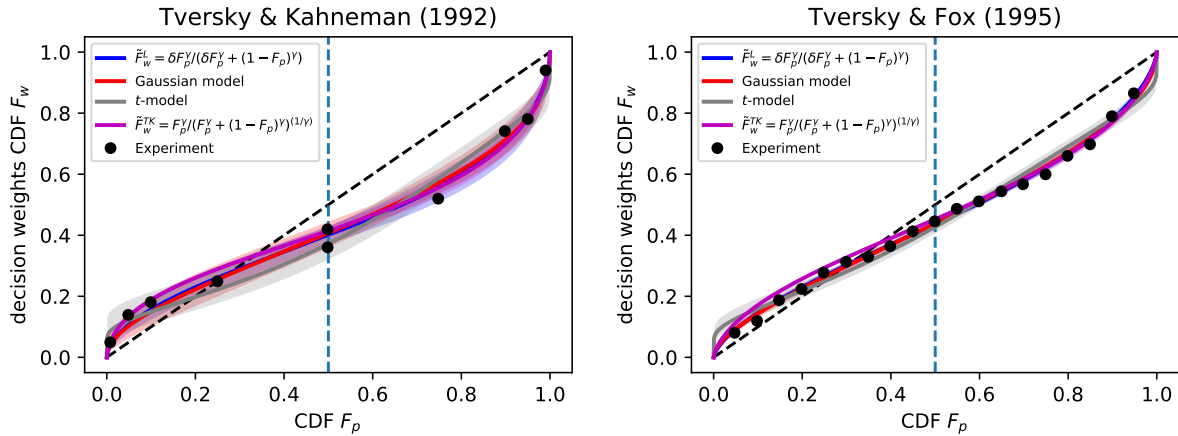 Tversky & Kahneman (1992)
decision weights CDF F_w
1.0
0.8
0.6
0.4
0.2
0.0
F̃_w^L = δF_p^γ/(δF_p^γ + (1 − F_p)^γ)
Gaussian model
t-model
F̃_w^{TK} = F_p^γ/(F_p^γ + (1 − F_p)^γ)^{(1/γ)}
Experiment
0.0 0.2 0.4 0.6 0.8 1.0
CDF F_p
Tversky & Fox (1995)
decision weights CDF F_w
1.0
0.8
0.6
0.4
0.2
0.0
F̃_w^L = δF_p^γ/(δF_p^γ + (1 − F_p)^γ)
Gaussian model
t-model
F̃_w^{TK} = F_p^γ/(F_p^γ + (1 − F_p)^γ)^{(1/γ)}
Experiment
0.0 0.2 0.4 0.6 0.8 1.0
CDF F_p